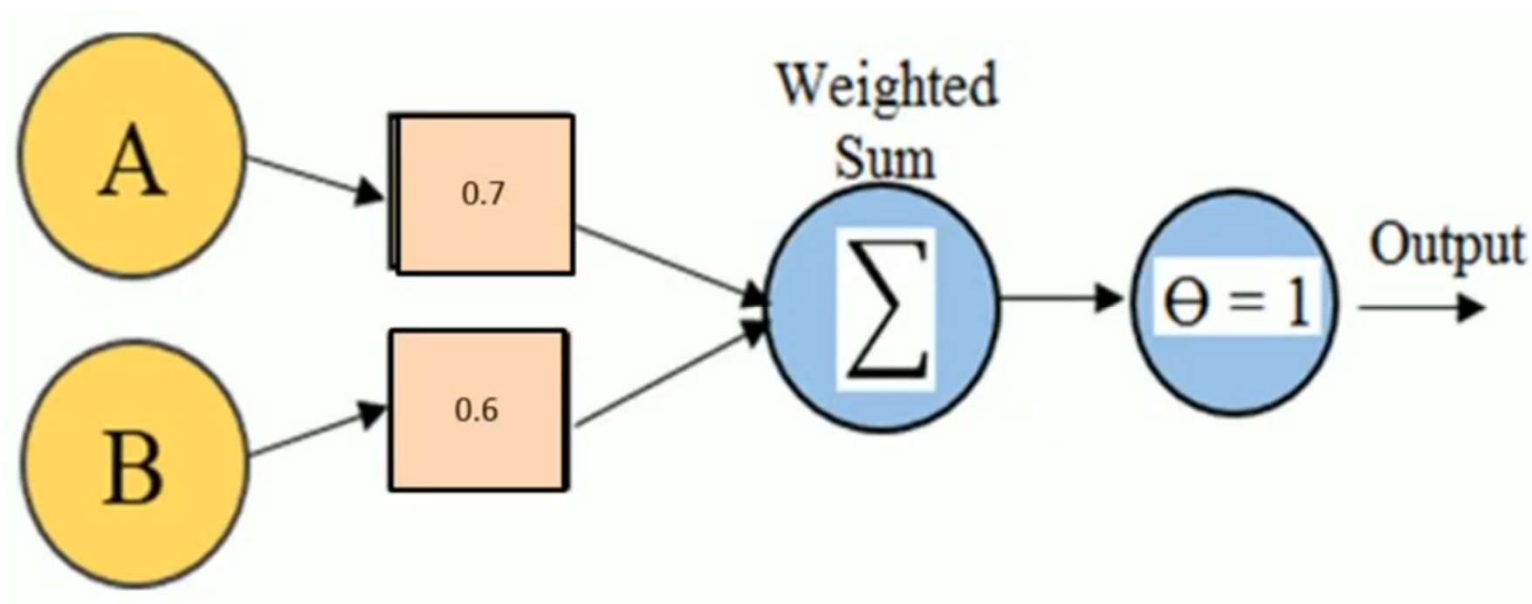 A
0.7
Weighted
Sum
∑
ϴ = 1
Output
B
0.6